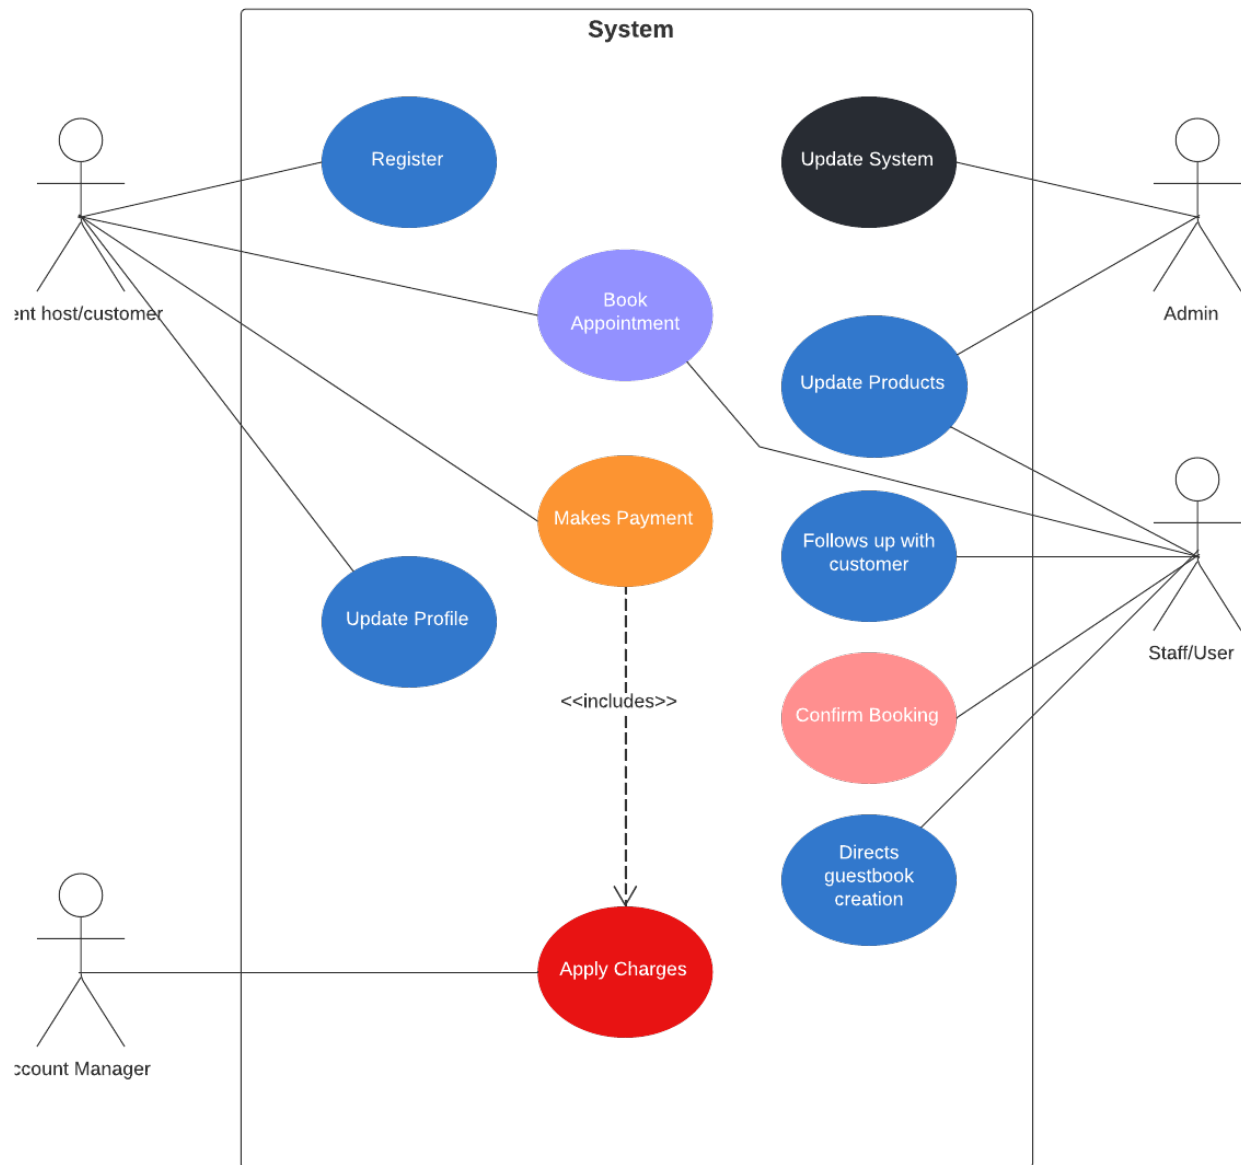 System
Register
Update System
Book
Appointment
ent host/customer
Admin
Update Products
Makes Payment
Follows up with
customer
Update Profile
Staff/User
<<includes>>
Confirm Booking
Directs
guestbook
creation
Apply Charges
ccount Manager